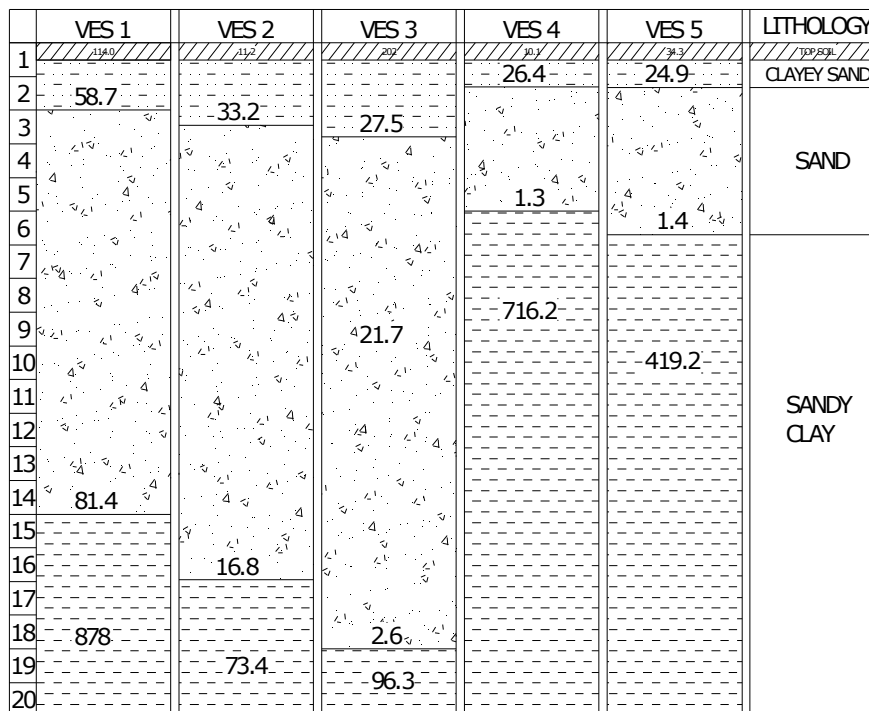 VES 1 VES 2 VES 3 VES 4 VES 5 LITHOLOGY
114.0 11.2 202 10.1 34.3 TOP SOIL
1 26.4 24.9 CLAYEY SAND
2 58.7 33.2
3 27.5
4 SAND
5 1.3
6 1.4
7
8 716.2
9 21.7
10 419.2
11 SANDY
12 CLAY
13
14 81.4
15
16 16.8
17
18 878 2.6
19 73.4 96.3
20